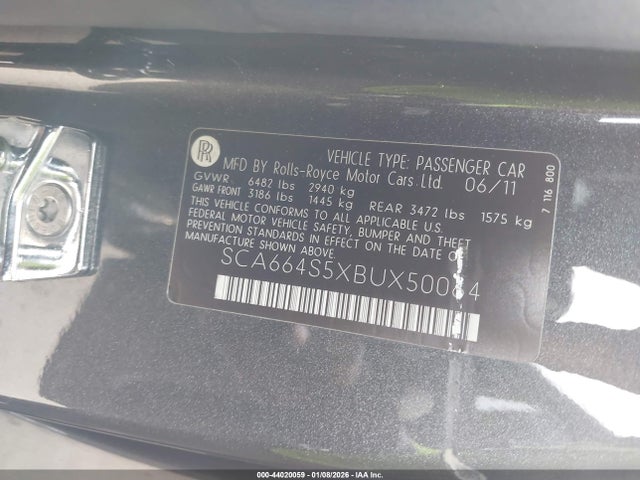 RR
VEHICLE TYPE: PASSENGER CAR
MFD BY Rolls-Royce Motor Cars Ltd. 06/11
GVWR 6482 lbs 2940 kg
GAWR FRONT 3186 lbs 1445 kg REAR 3472 lbs 1575 kg
THIS VEHICLE CONFORMS TO ALL APPLICABLE U.S.
FEDERAL MOTOR VEHICLE SAFETY, BUMPER AND THEFT
PREVENTION STANDARDS IN EFFECT ON THE DATE OF
MANUFACTURE SHOWN ABOVE.
7 116 800
000-44020059 - 01/08/2026 - IAA Inc.